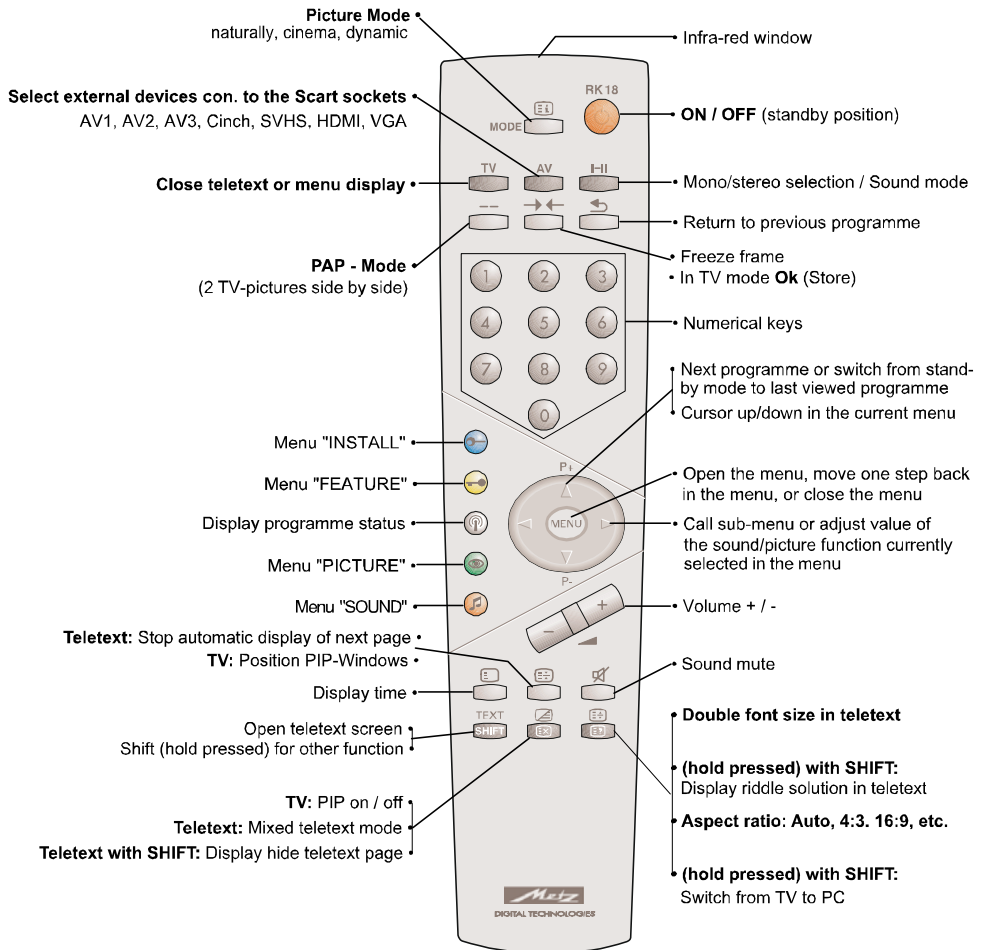 Picture Mode •
naturally, cinema, dynamic
Select external devices con. to the Scart sockets •
AV1, AV2, AV3, Cinch, SVHS, HDMI, VGA
Close teletext or menu display •
PAP - Mode •
(2 TV-pictures side by side)
Menu "INSTALL" •
Menu "FEATURE" •
Display programme status •
Menu "PICTURE" •
Menu "SOUND" •
Teletext: Stop automatic display of next page •
TV: Position PIP-Windows •
Display time •
Open teletext screen •
Shift (hold pressed) for other function •
TV: PIP on / off •
Teletext: Mixed teletext mode •
Teletext with SHIFT: Display hide teletext page •
RK 18
MODE
TV AV I-II
– –
1 2 3
4 5 6
7 8 9
0
P+
MENU
P-
+
−
TEXT
SHIFT
Metz
DIGITAL TECHNOLOGIES
• Infra-red window
• ON / OFF (standby position)
• Mono/stereo selection / Sound mode
• Return to previous programme
• Freeze frame
• In TV mode Ok (Store)
• Numerical keys
• Next programme or switch from stand-
by mode to last viewed programme
• Cursor up/down in the current menu
• Open the menu, move one step back
in the menu, or close the menu
• Call sub-menu or adjust value of
the sound/picture function currently
selected in the menu
• Volume + / -
• Sound mute
• Double font size in teletext
• (hold pressed) with SHIFT:
Display riddle solution in teletext
• Aspect ratio: Auto, 4:3. 16:9, etc.
• (hold pressed) with SHIFT:
Switch from TV to PC